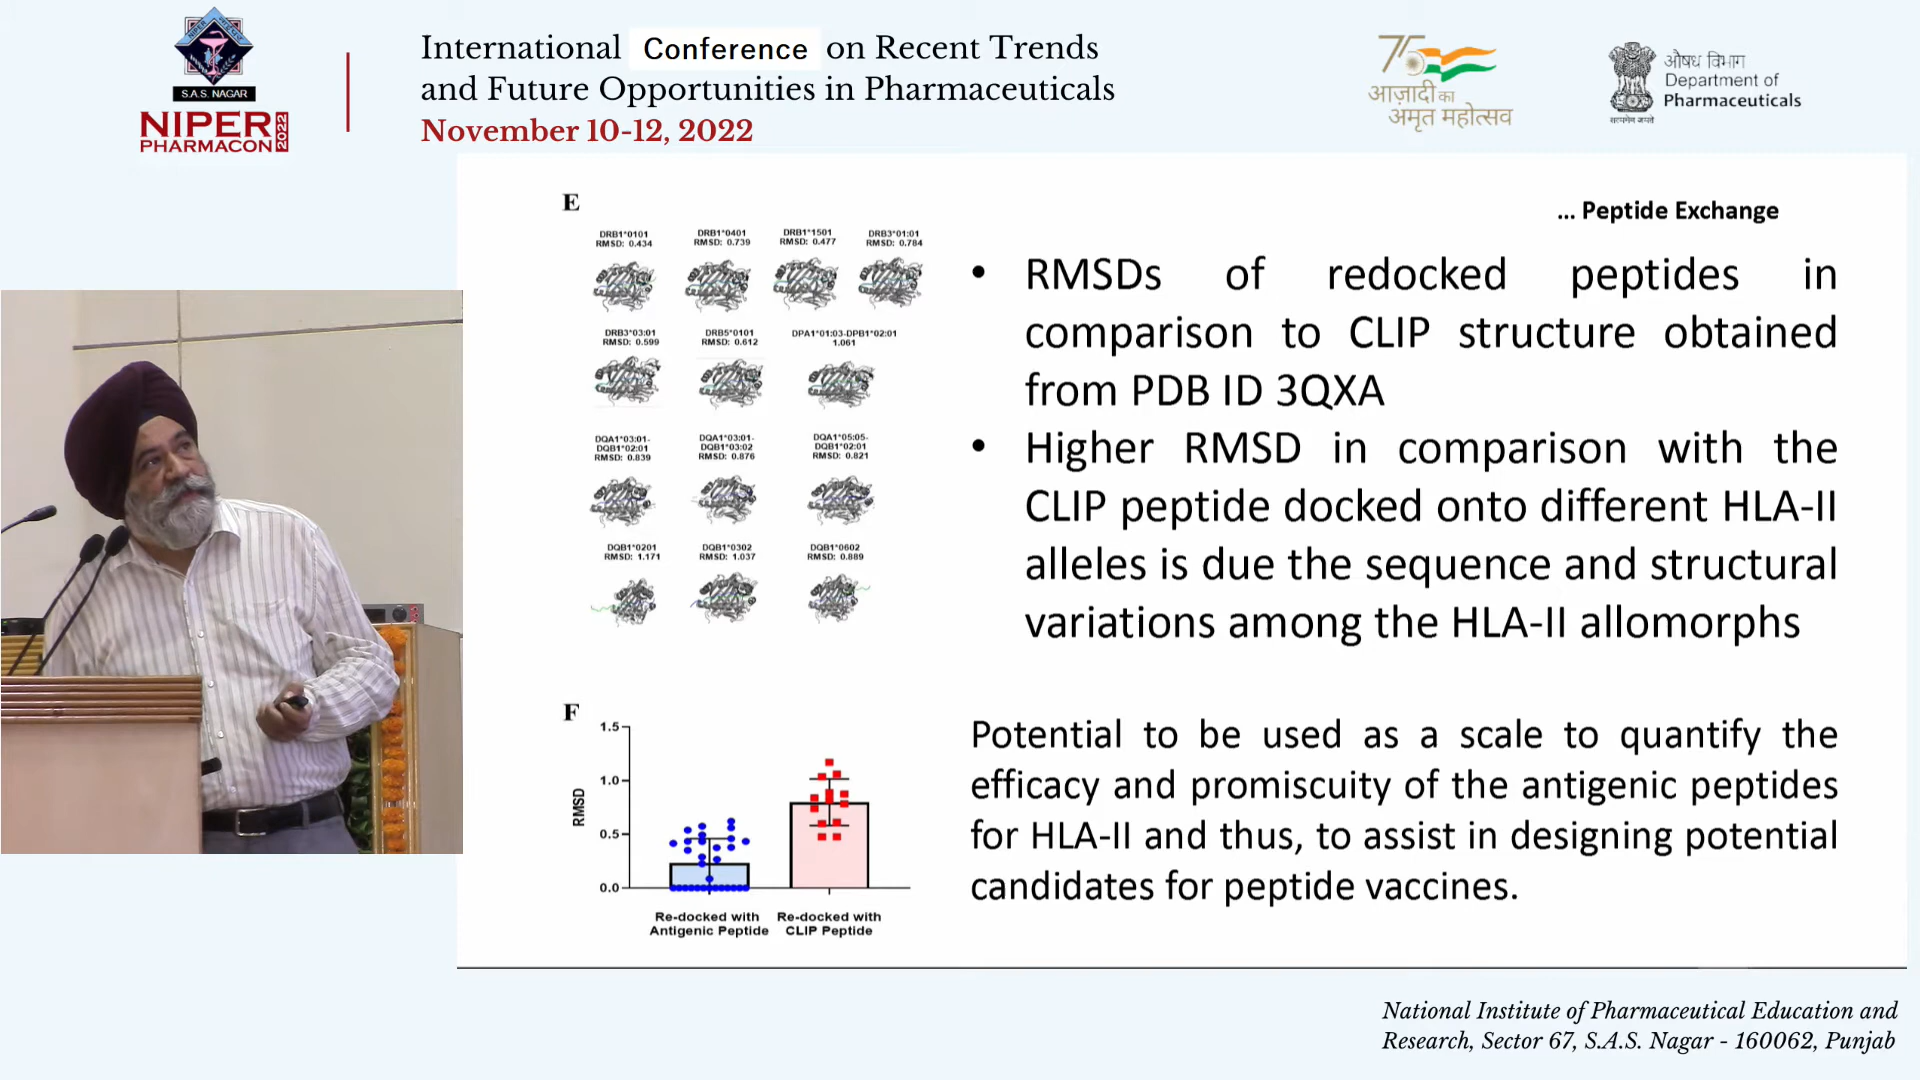 S.A.S. NAGAR
NIPER
PHARMACON 2022
International Conference on Recent Trends
and Future Opportunities in Pharmaceuticals
November 10-12, 2022
75
आज़ादी का
अमृत महोत्सव
औषध विभाग
Department of
Pharmaceuticals
सत्यमेव जयते
... Peptide Exchange
E
DRB1*0101
RMSD: 0.434
DRB1*0401
RMSD: 0.739
DRB1*1501
RMSD: 0.477
DRB3*01:01
RMSD: 0.784
DRB3*03:01
RMSD: 0.599
DRB5*0101
RMSD: 0.612
DPA1*01:03-DPB1*02:01
1.061
DQA1*03:01-
DQB1*02:01
RMSD: 0.839
DQA1*03:01-
DQB1*03:02
RMSD: 0.876
DQA1*05:05-
DQB1*02:01
RMSD: 0.821
DQB1*0201
RMSD: 1.171
DQB1*0302
RMSD: 1.037
DQB1*0602
RMSD: 0.889
• RMSDs of redocked peptides in
comparison to CLIP structure obtained
from PDB ID 3QXA
• Higher RMSD in comparison with the
CLIP peptide docked onto different HLA-II
alleles is due the sequence and structural
variations among the HLA-II allomorphs
F
1.5
1.0
0.5
0.0
RMSD
Re-docked with
Antigenic Peptide
Re-docked with
CLIP Peptide
Potential to be used as a scale to quantify the
efficacy and promiscuity of the antigenic peptides
for HLA-II and thus, to assist in designing potential
candidates for peptide vaccines.
National Institute of Pharmaceutical Education and
Research, Sector 67, S.A.S. Nagar - 160062, Punjab